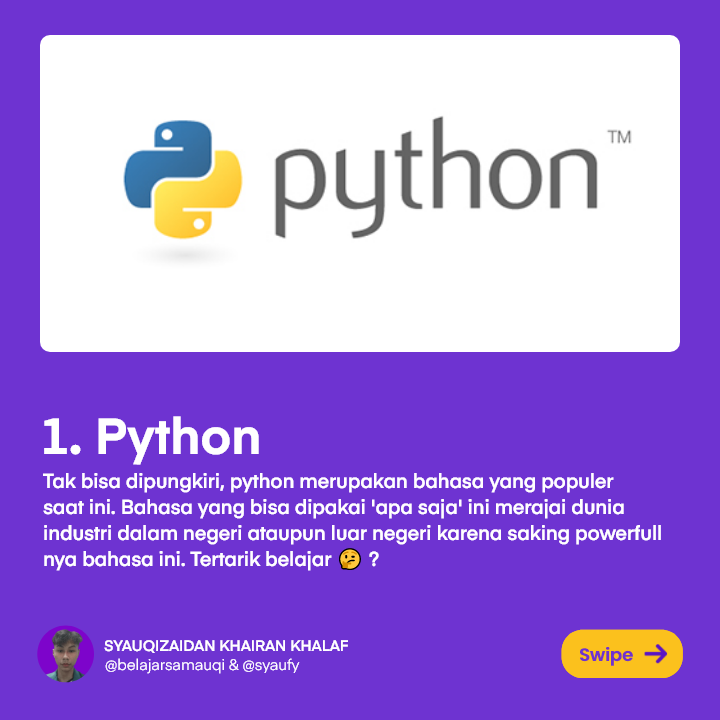 python TM
1. Python
Tak bisa dipungkiri, python merupakan bahasa yang populer
saat ini. Bahasa yang bisa dipakai 'apa saja' ini merajai dunia
industri dalam negeri ataupun luar negeri karena saking powerfull
nya bahasa ini. Tertarik belajar 🤔 ?
SYAUQIZAIDAN KHAIRAN KHALAF
@belajarsamauqi & @syaufy
Swipe →